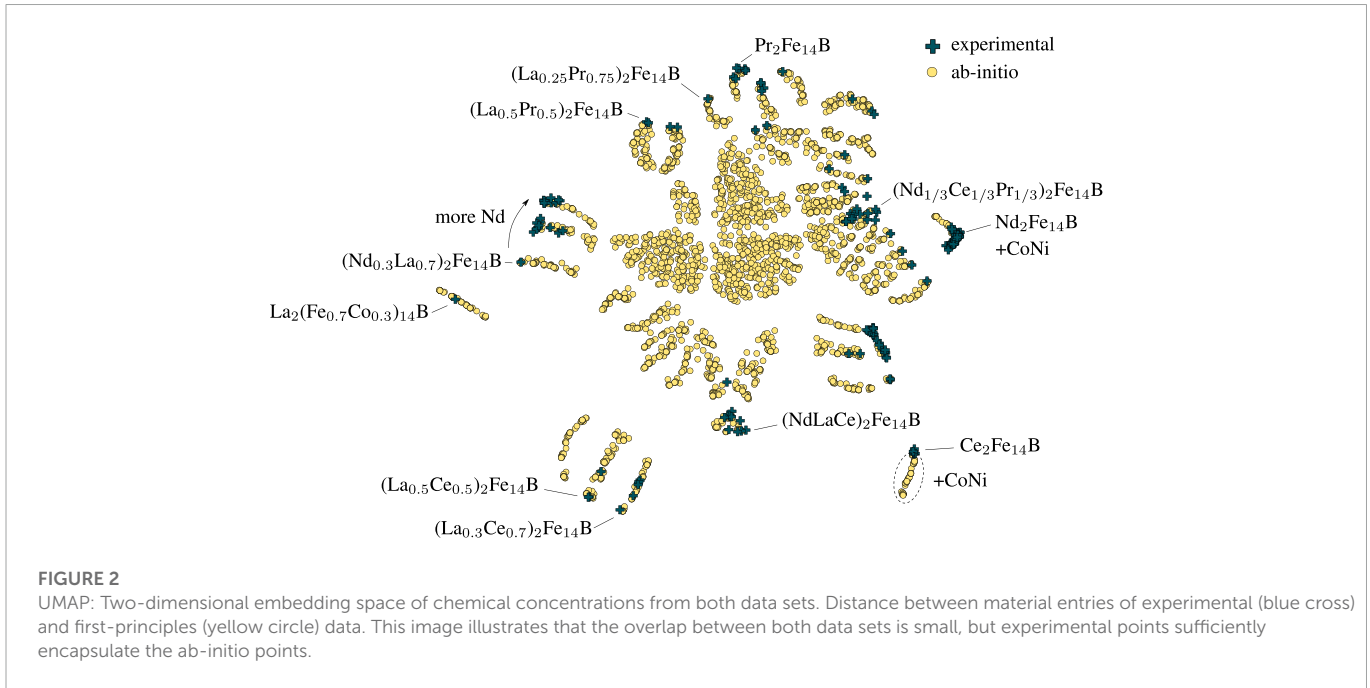 Pr₂Fe₁₄B
experimental
ab-initio
(La₀.₂₅Pr₀.₇₅)₂Fe₁₄B
(La₀.₅Pr₀.₅)₂Fe₁₄B
(Nd₁/₃Ce₁/₃Pr₁/₃)₂Fe₁₄B
more Nd
Nd₂Fe₁₄B
+CoNi
(Nd₀.₃La₀.₇)₂Fe₁₄B
La₂(Fe₀.₇Co₀.₃)₁₄B
(NdLaCe)₂Fe₁₄B
Ce₂Fe₁₄B
+CoNi
(La₀.₅Ce₀.₅)₂Fe₁₄B
(La₀.₃Ce₀.₇)₂Fe₁₄B
FIGURE 2
UMAP: Two-dimensional embedding space of chemical concentrations from both data sets. Distance between material entries of experimental (blue cross)
and first-principles (yellow circle) data. This image illustrates that the overlap between both data sets is small, but experimental points sufficiently
encapsulate the ab-initio points.